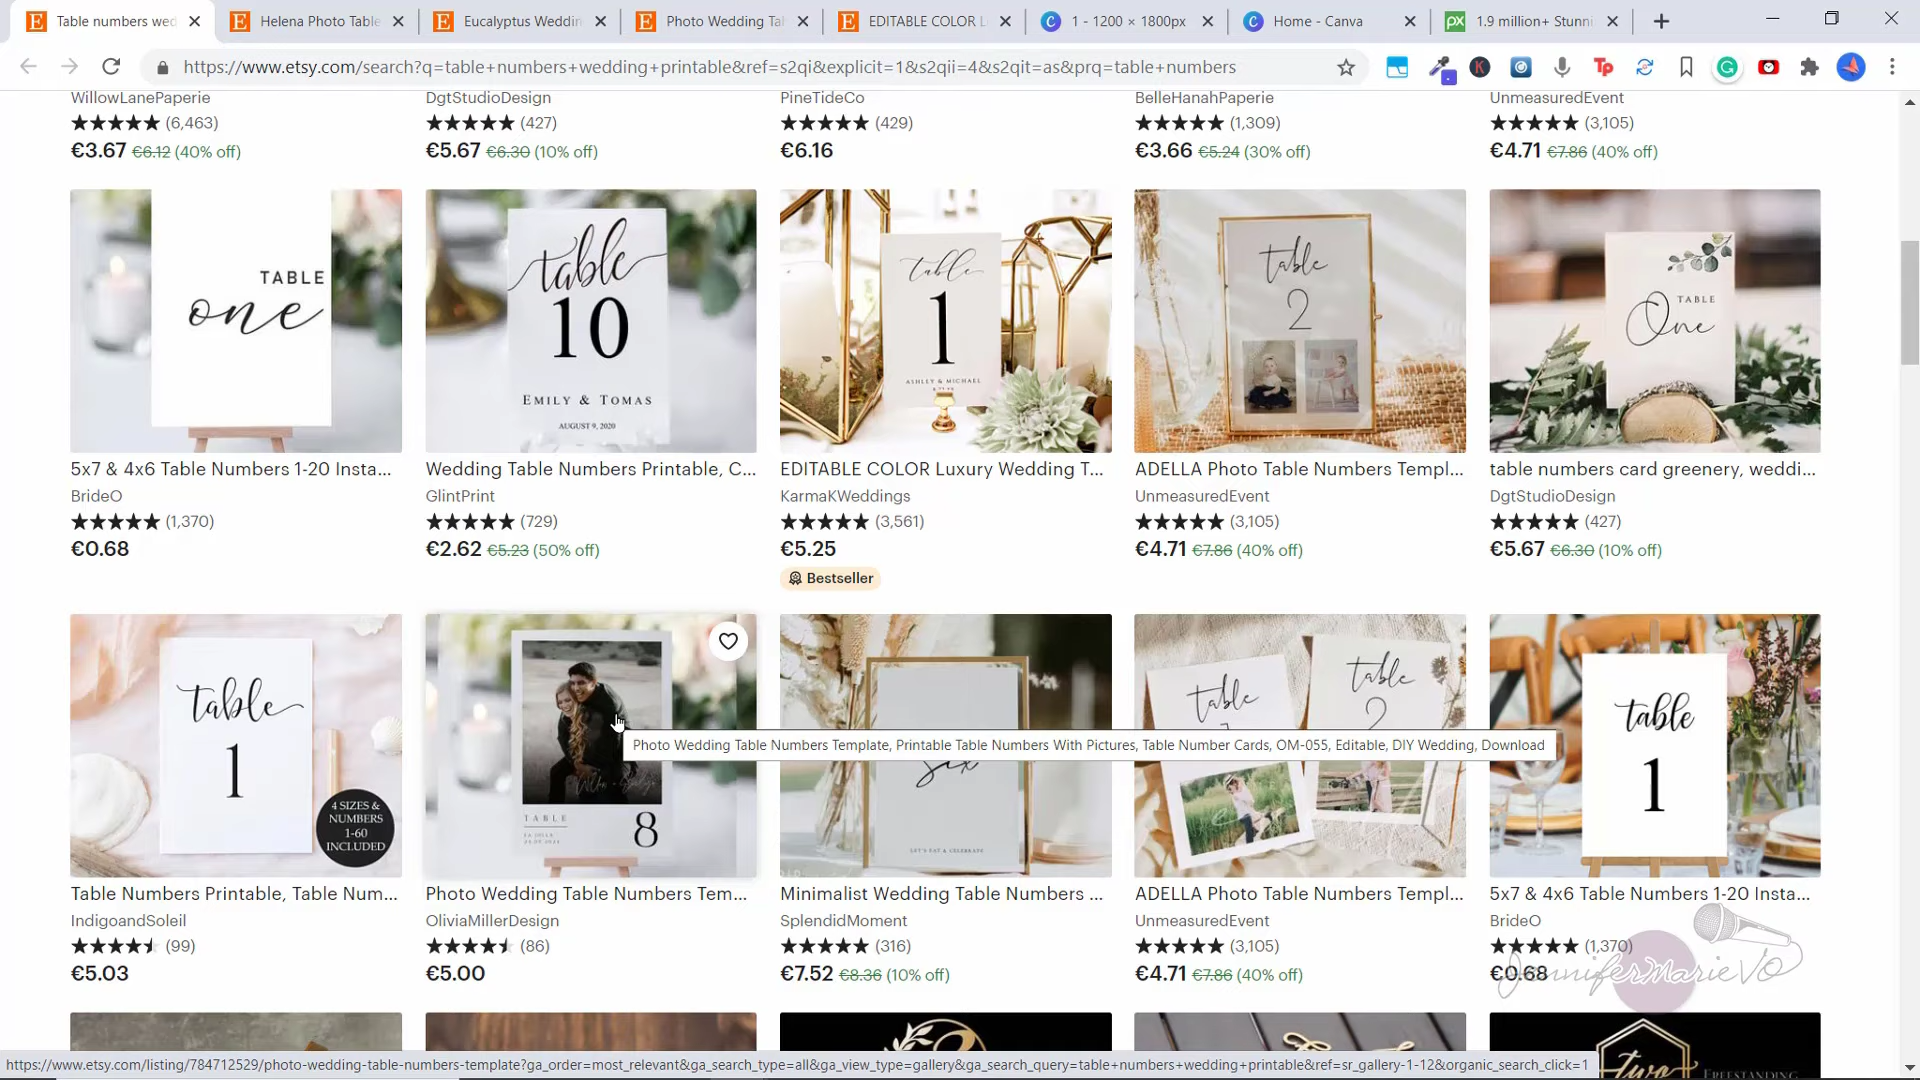 Table numbers wed
Helena Photo Table
Eucalyptus Weddin
Photo Wedding Ta
EDITABLE COLOR L
1 - 1200 × 1800px
Home - Canva
1.9 million+ Stunni
https://www.etsy.com/search?q=table+numbers+wedding+printable&ref=s2qi&explicit=1&s2qii=4&s2qit=as&prq=table+numbers
WillowLanePaperie
(6,463)
€3.67 €6.12 (40% off)
DgtStudioDesign
(427)
€5.67 €6.30 (10% off)
PineTideCo
(429)
€6.16
BelleHanahPaperie
(1,309)
€3.66 €5.24 (30% off)
UnmeasuredEvent
(3,105)
€4.71 €7.86 (40% off)
TABLE
one
table
10
EMILY & TOMAS
AUGUST 9, 2020
table
1
ASHLEY & MICHAEL
table
2
TABLE
One
5x7 & 4x6 Table Numbers 1-20 Insta...
BrideO
(1,370)
€0.68
Wedding Table Numbers Printable, C...
GlintPrint
(729)
€2.62 €5.23 (50% off)
EDITABLE COLOR Luxury Wedding T...
KarmaKWeddings
(3,561)
€5.25
Bestseller
ADELLA Photo Table Numbers Templ...
UnmeasuredEvent
(3,105)
€4.71 €7.86 (40% off)
table numbers card greenery, weddi...
DgtStudioDesign
(427)
€5.67 €6.30 (10% off)
table
1
4 SIZES &
NUMBERS
1-60
INCLUDED
TABLE
8
Photo Wedding Table Numbers Template, Printable Table Numbers With Pictures, Table Number Cards, OM-055, Editable, DIY Wedding, Download
six
LET'S EAT & CELEBRATE
table
table
2
table
1
Table Numbers Printable, Table Num...
IndigoandSoleil
(99)
€5.03
Photo Wedding Table Numbers Tem...
OliviaMillerDesign
(86)
€5.00
Minimalist Wedding Table Numbers ...
SplendidMoment
(316)
€7.52 €8.36 (10% off)
ADELLA Photo Table Numbers Templ...
UnmeasuredEvent
(3,105)
€4.71 €7.86 (40% off)
5x7 & 4x6 Table Numbers 1-20 Insta...
BrideO
(1,370)
€0.68
JenniferMarieVO
two
FREESTANDING
https://www.etsy.com/listing/784712529/photo-wedding-table-numbers-template?ga_order=most_relevant&ga_search_type=all&ga_view_type=gallery&ga_search_query=table+numbers+wedding+printable&ref=sr_gallery-1-12&organic_search_click=1